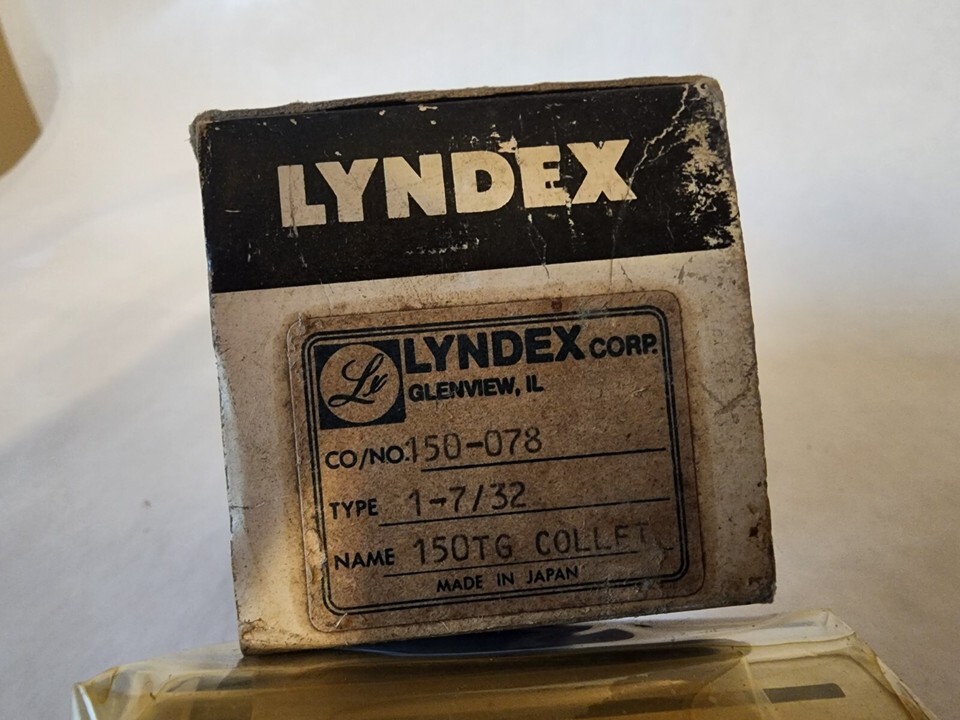 LYNDEX
Lx
LYNDEX CORP.
GLENVIEW, IL
CO/NO. 150-078
TYPE 1-7/32
NAME 150TG COLLET
MADE IN JAPAN